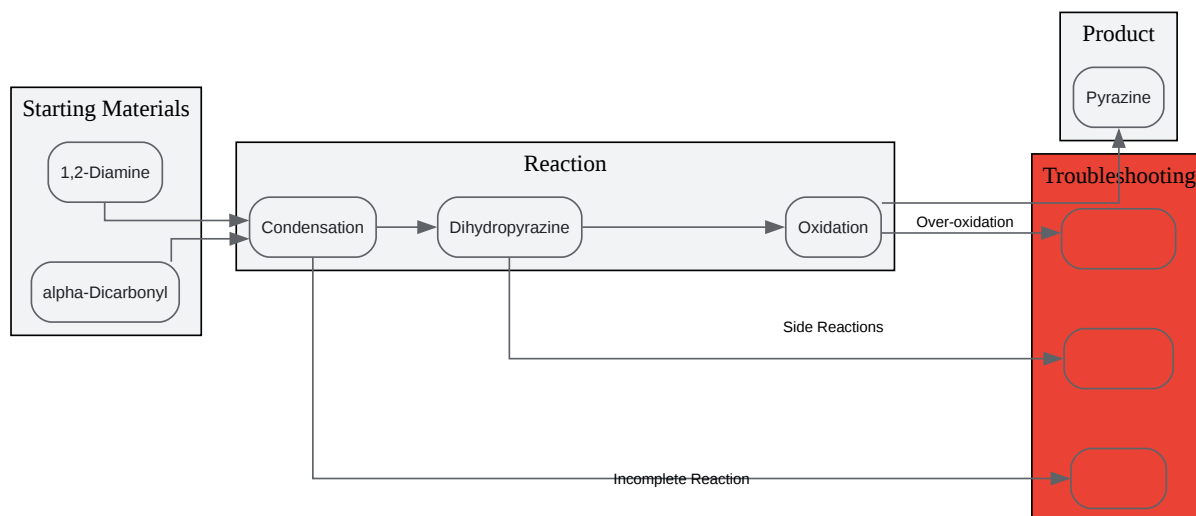 Product
Pyrazine
Starting Materials
1,2-Diamine
alpha-Dicarbonyl
Reaction
Condensation
Dihydropyrazine
Oxidation
Troubleshooting
Over-oxidation
Side Reactions
Incomplete Reaction